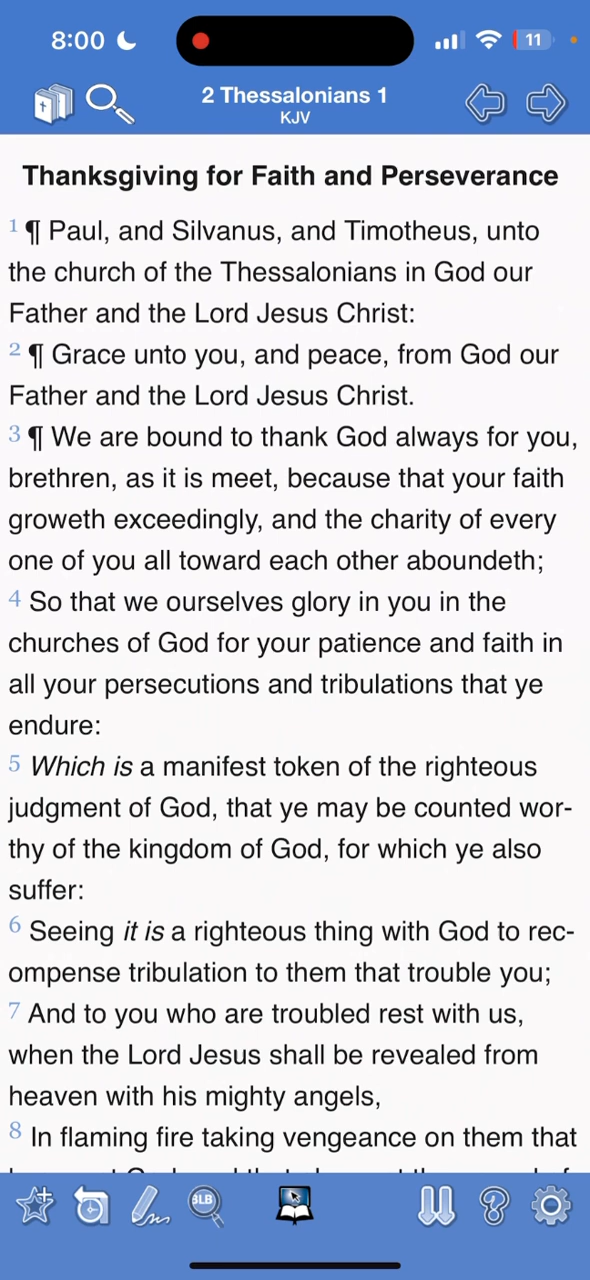 8:00
11
2 Thessalonians 1
KJV
Thanksgiving for Faith and Perseverance
1 ¶ Paul, and Silvanus, and Timotheus, unto
the church of the Thessalonians in God our
Father and the Lord Jesus Christ:
2 ¶ Grace unto you, and peace, from God our
Father and the Lord Jesus Christ.
3 ¶ We are bound to thank God always for you,
brethren, as it is meet, because that your faith
groweth exceedingly, and the charity of every
one of you all toward each other aboundeth;
4 So that we ourselves glory in you in the
churches of God for your patience and faith in
all your persecutions and tribulations that ye
endure:
5 Which is a manifest token of the righteous
judgment of God, that ye may be counted wor-
thy of the kingdom of God, for which ye also
suffer:
6 Seeing it is a righteous thing with God to rec-
ompense tribulation to them that trouble you;
7 And to you who are troubled rest with us,
when the Lord Jesus shall be revealed from
heaven with his mighty angels,
8 In flaming fire taking vengeance on them that
BLB